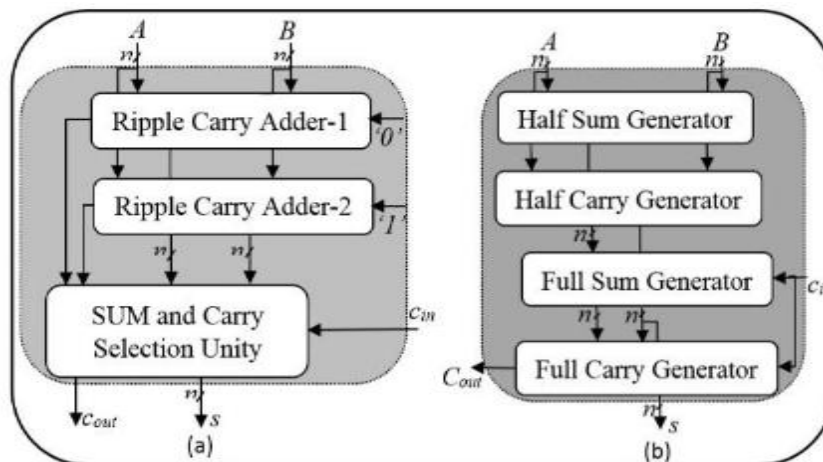 A B
n n
Ripple Carry Adder-1
'0'
Ripple Carry Adder-2
'1'
n n
SUM and Carry
Selection Unity
c_in
n
c_out s
(a)
A B
n n
Half Sum Generator
Half Carry Generator
n
Full Sum Generator
c_i
n n
Full Carry Generator
C_out
n
s
(b)